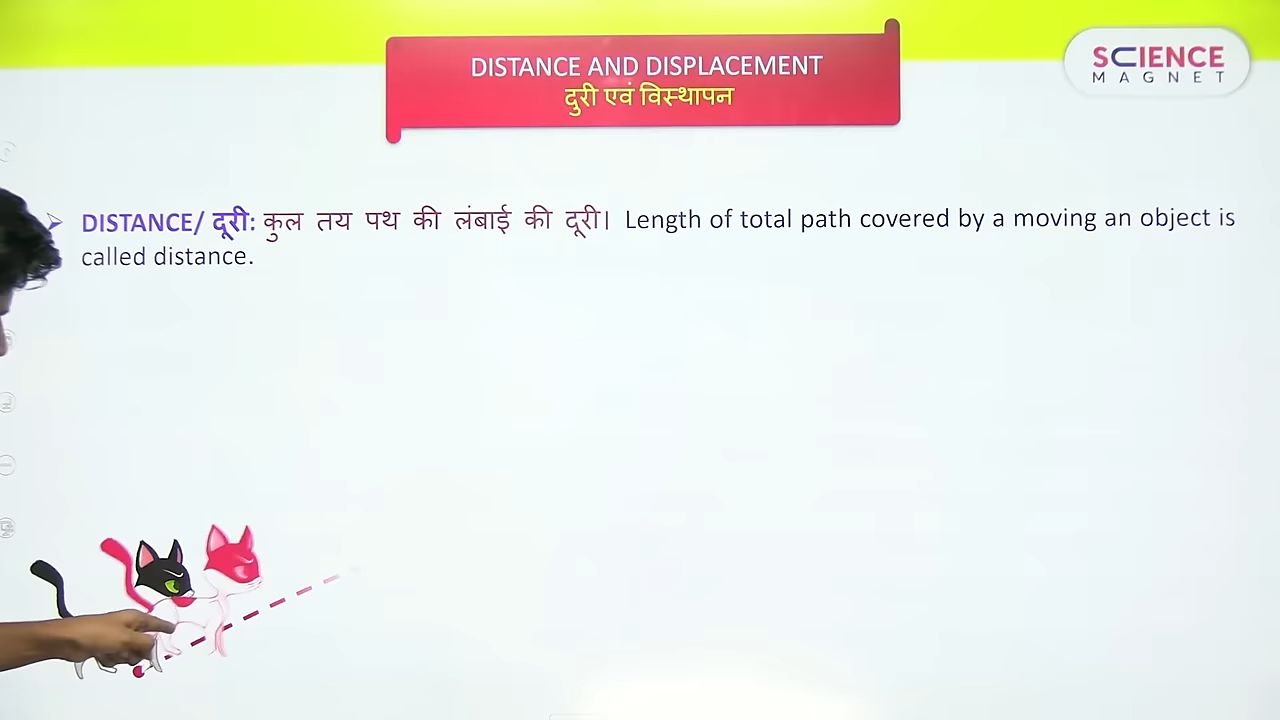 DISTANCE AND DISPLACEMENT
दुरी एवं विस्थापन
SCIENCE
MAGNET
DISTANCE/ दूरी: कुल तय पथ की लंबाई की दूरी। Length of total path covered by a moving an object is
called distance.